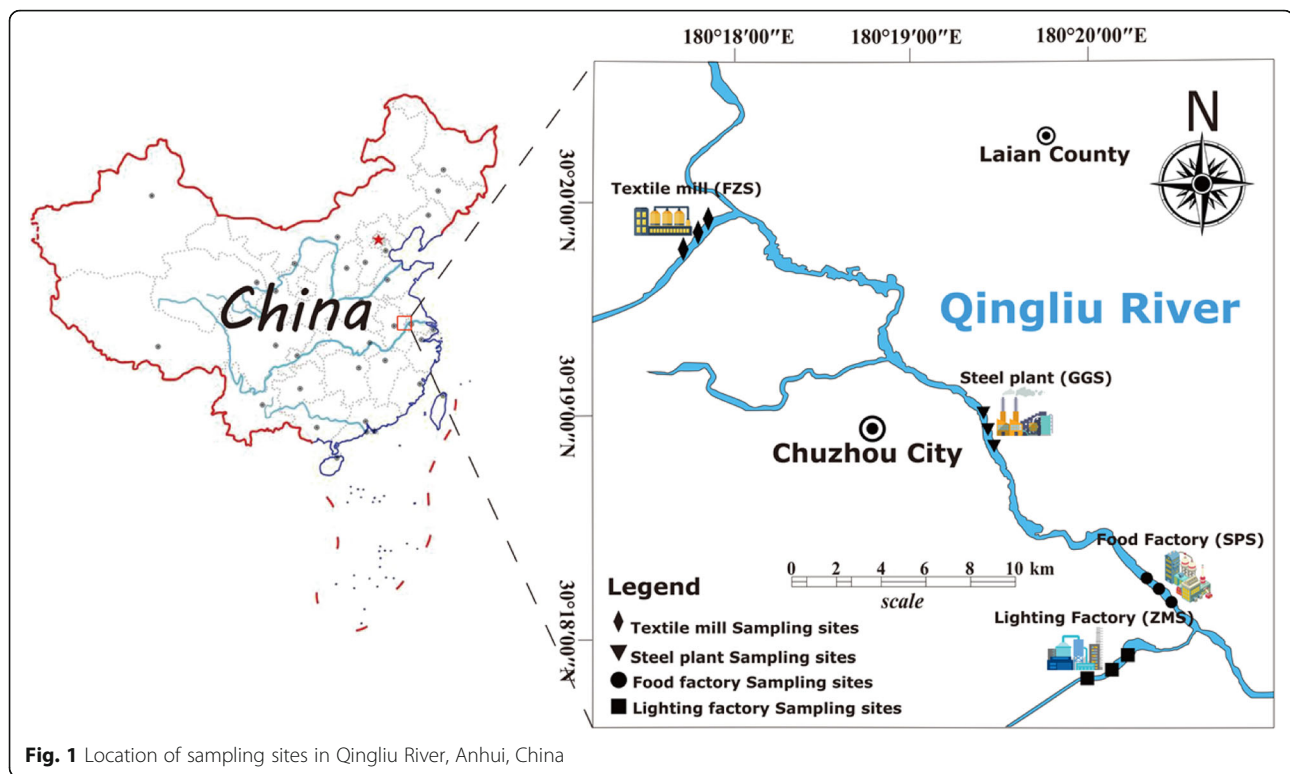 180°18′00″E
180°19′00″E
180°20′00″E
30°20′00″N
30°19′00″N
30°18′00″N
China
N
Laian County
Textile mill (FZS)
Qingliu River
Steel plant (GGS)
Chuzhou City
Food Factory (SPS)
Lighting Factory (ZMS)
0 2 4 6 8 10 km
scale
Legend
Textile mill Sampling sites
Steel plant Sampling sites
Food factory Sampling sites
Lighting factory Sampling sites
Fig. 1 Location of sampling sites in Qingliu River, Anhui, China